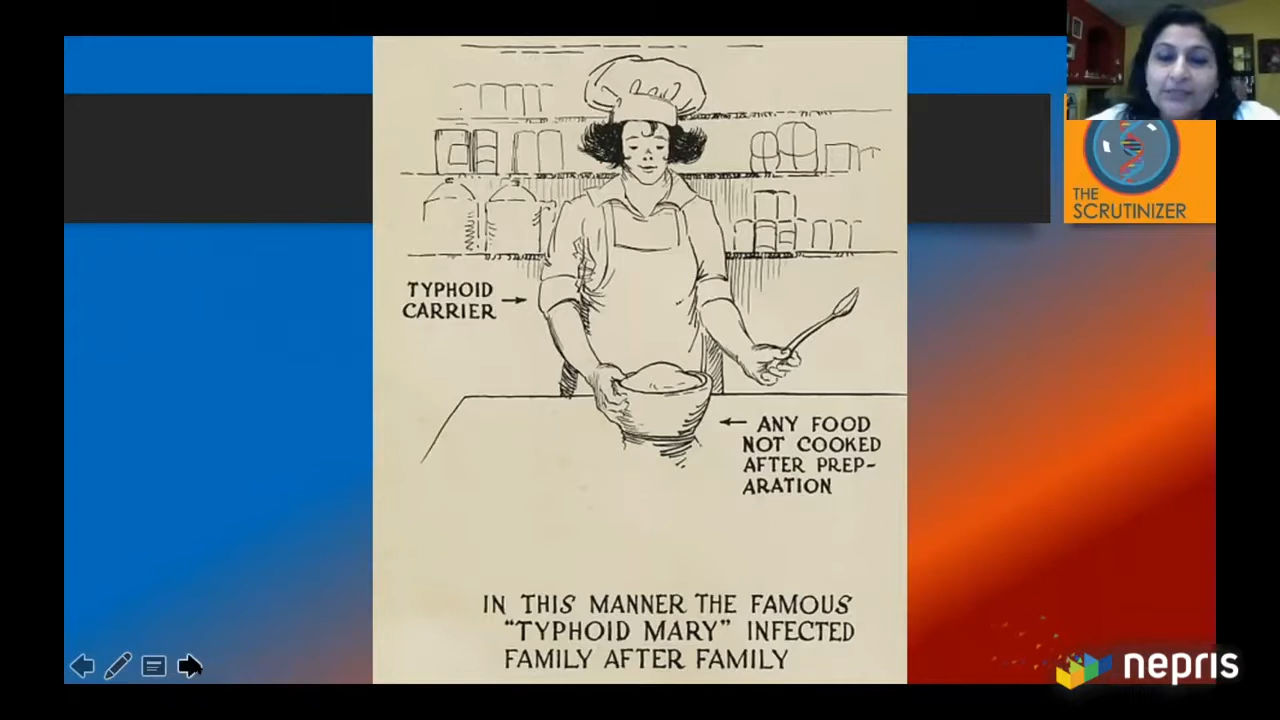 THE
SCRUTINIZER
TYPHOID
CARRIER
ANY FOOD
NOT COOKED
AFTER PREP-
ARATION
IN THIS MANNER THE FAMOUS
"TYPHOID MARY" INFECTED
FAMILY AFTER FAMILY
nepris